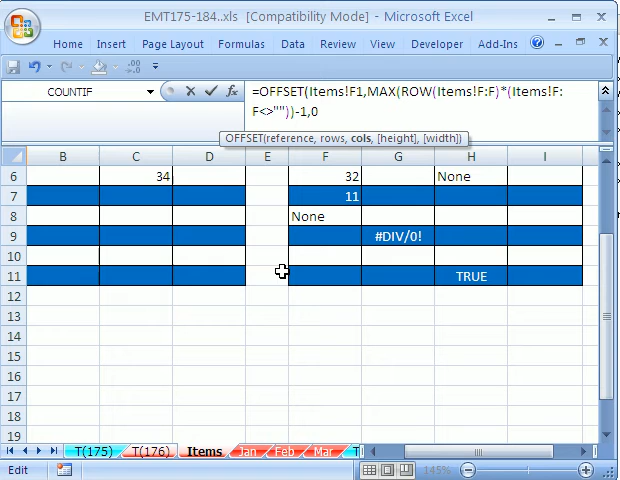 EMT175-184..xls [Compatibility Mode] - Microsoft Excel
Home Insert Page Layout Formulas Data Review View Developer Add-Ins
COUNTIF =OFFSET(Items!F1,MAX(ROW(Items!F:F)*(Items!F:
F<>""))-1,0
OFFSET(reference, rows, cols, [height], [width])
B C D E F G H I
6 34 32 None
7 11
8 None
9 #DIV/0!
10
11 TRUE
12
13
14
15
16
17
18
19
T(175) T(176) Items Jan Feb Mar
Edit 145%